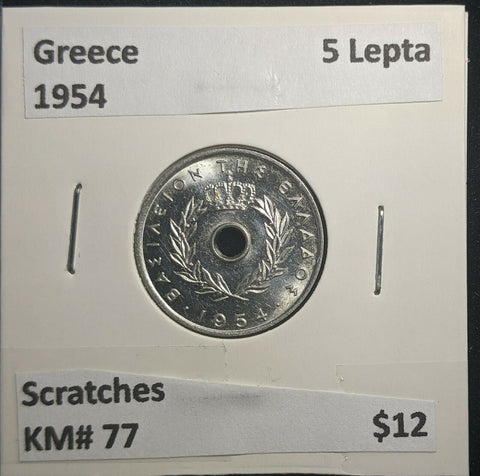 Greece 5 Lepta
1954
ΒΑΣΙΛΕΙΟΝ ΤΗΣ ΕΛΛΑΔΟΣ
· 1954 ·
Scratches
KM# 77 $12